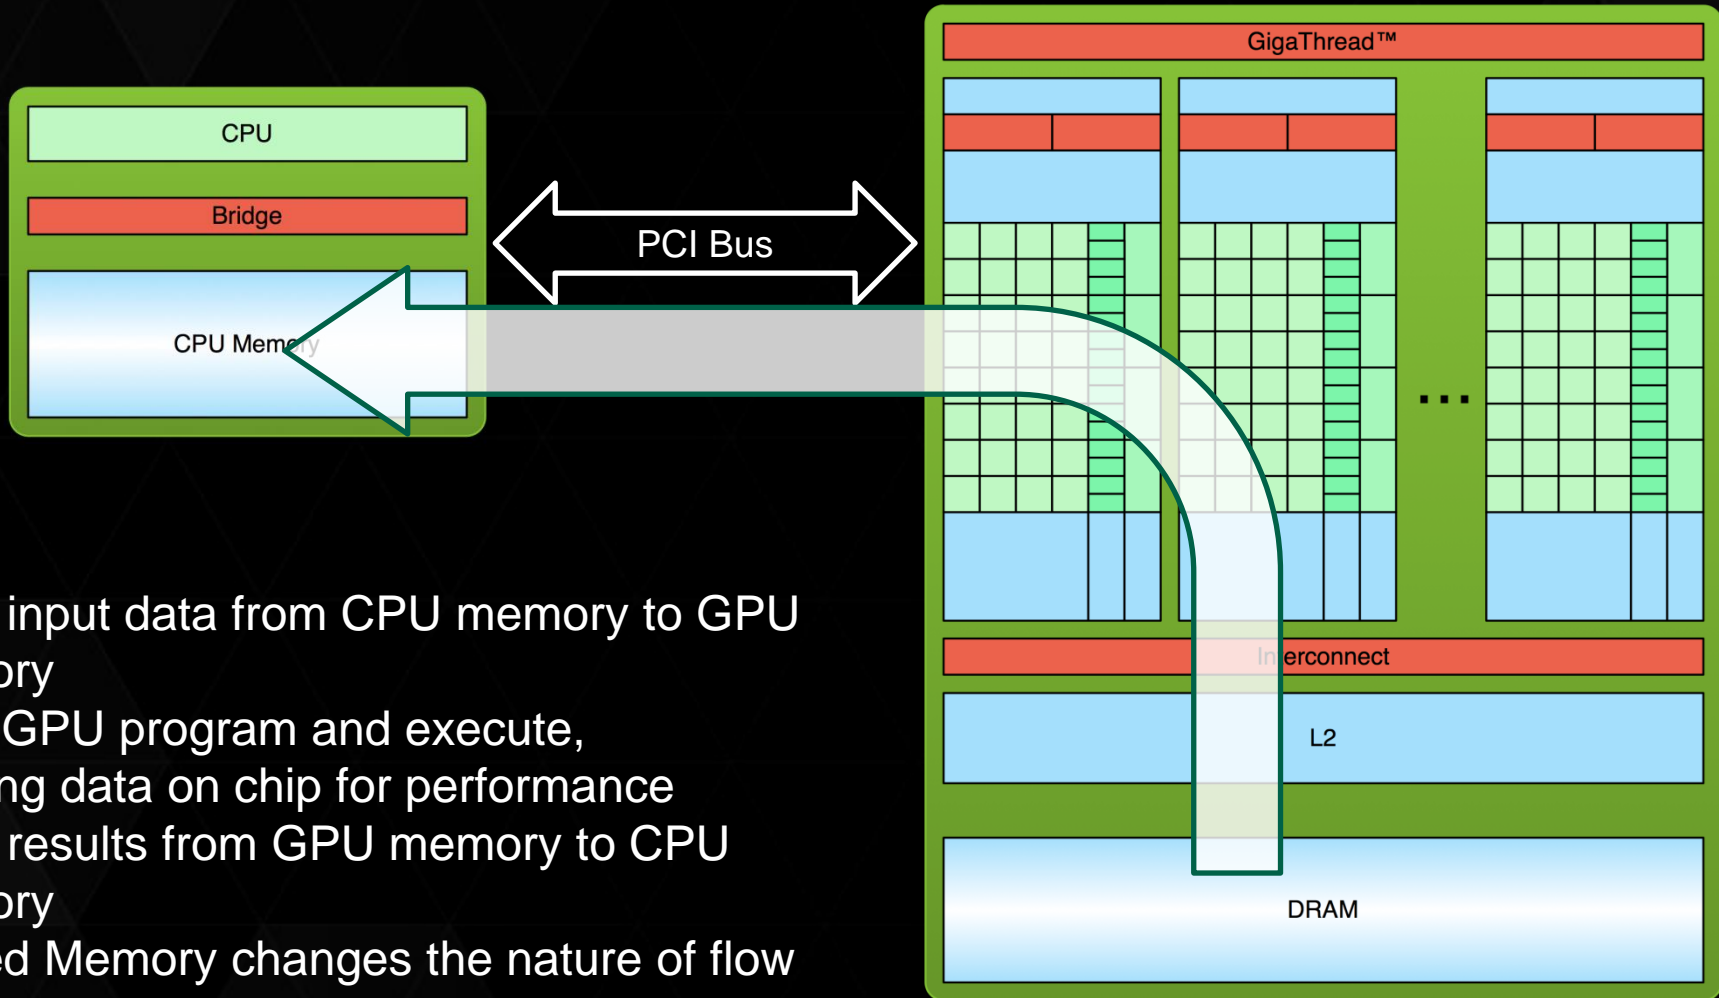 GigaThread™
CPU
Bridge
PCI Bus
CPU Memory
...
Interconnect
L2
DRAM
input data from CPU memory to GPU
ory
GPU program and execute,
ng data on chip for performance
results from GPU memory to CPU
ory
ed Memory changes the nature of flow